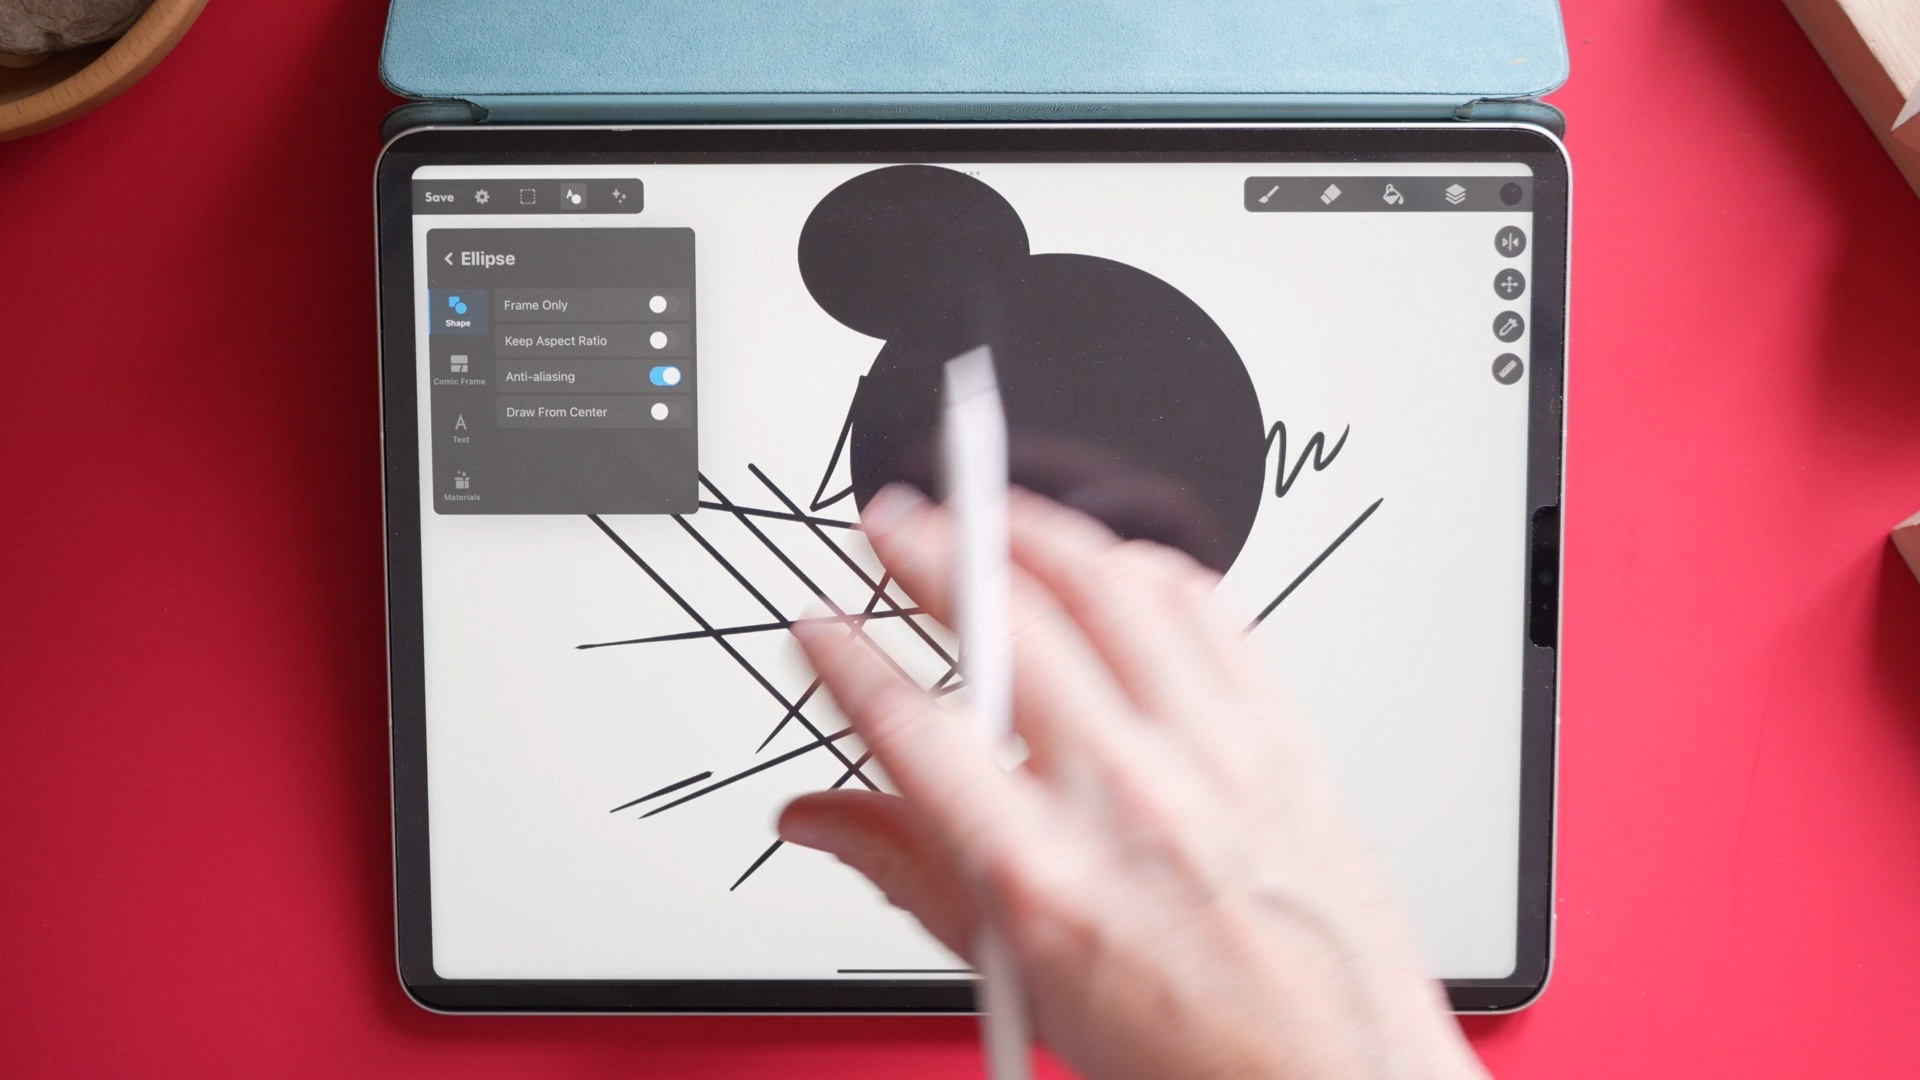 Save
Ellipse
Shape
Frame Only
Keep Aspect Ratio
Comic Frame
Anti-aliasing
Draw From Center
Text
Materials